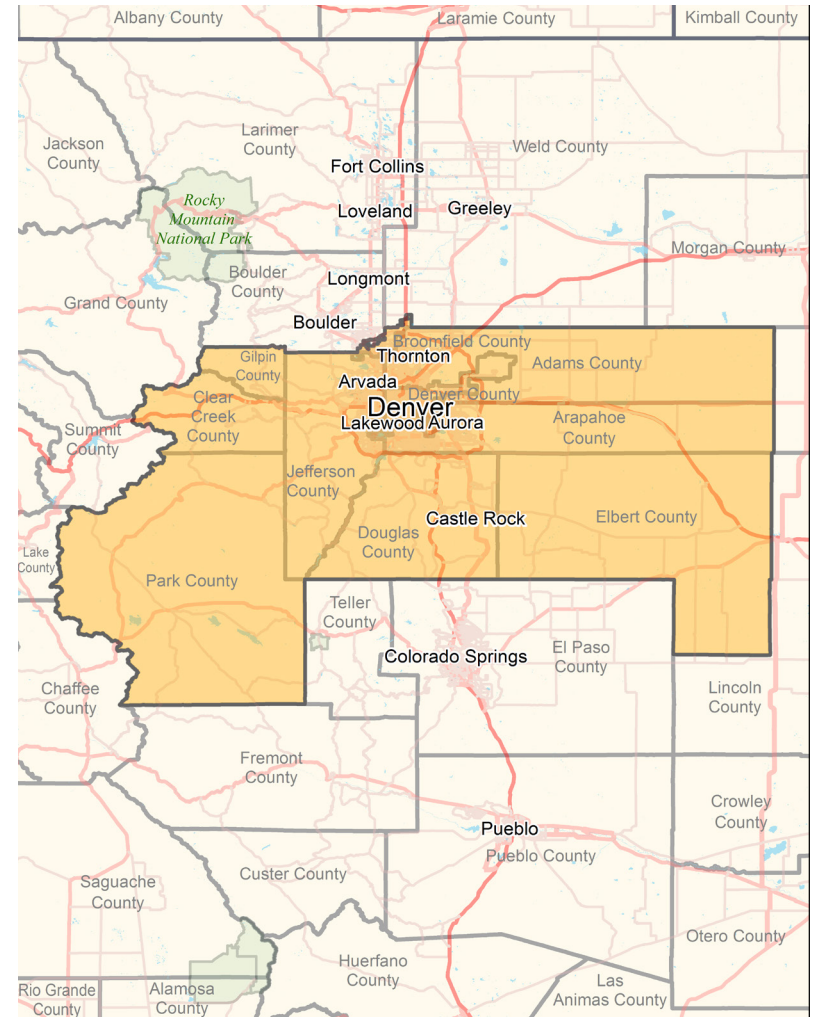 Albany County
Laramie County
Kimball County
Jackson
County
Larimer
County
Weld County
Fort Collins
Rocky
Mountain
National Park
Loveland
Greeley
Morgan County
Boulder
County
Longmont
Grand County
Boulder
Broomfield County
Thornton
Gilpin
County
Adams County
Arvada
Denver County
Clear
Creek
County
Denver
Lakewood
Aurora
Arapahoe
County
Summit
County
Jefferson
County
Castle Rock
Elbert County
Douglas
County
Lake
County
Park County
Teller
County
Colorado Springs
El Paso
County
Chaffee
County
Lincoln
County
Fremont
County
Crowley
County
Pueblo
Pueblo County
Custer County
Saguache
County
Otero County
Huerfano
County
Rio Grande
County
Alamosa
County
Las
Animas County